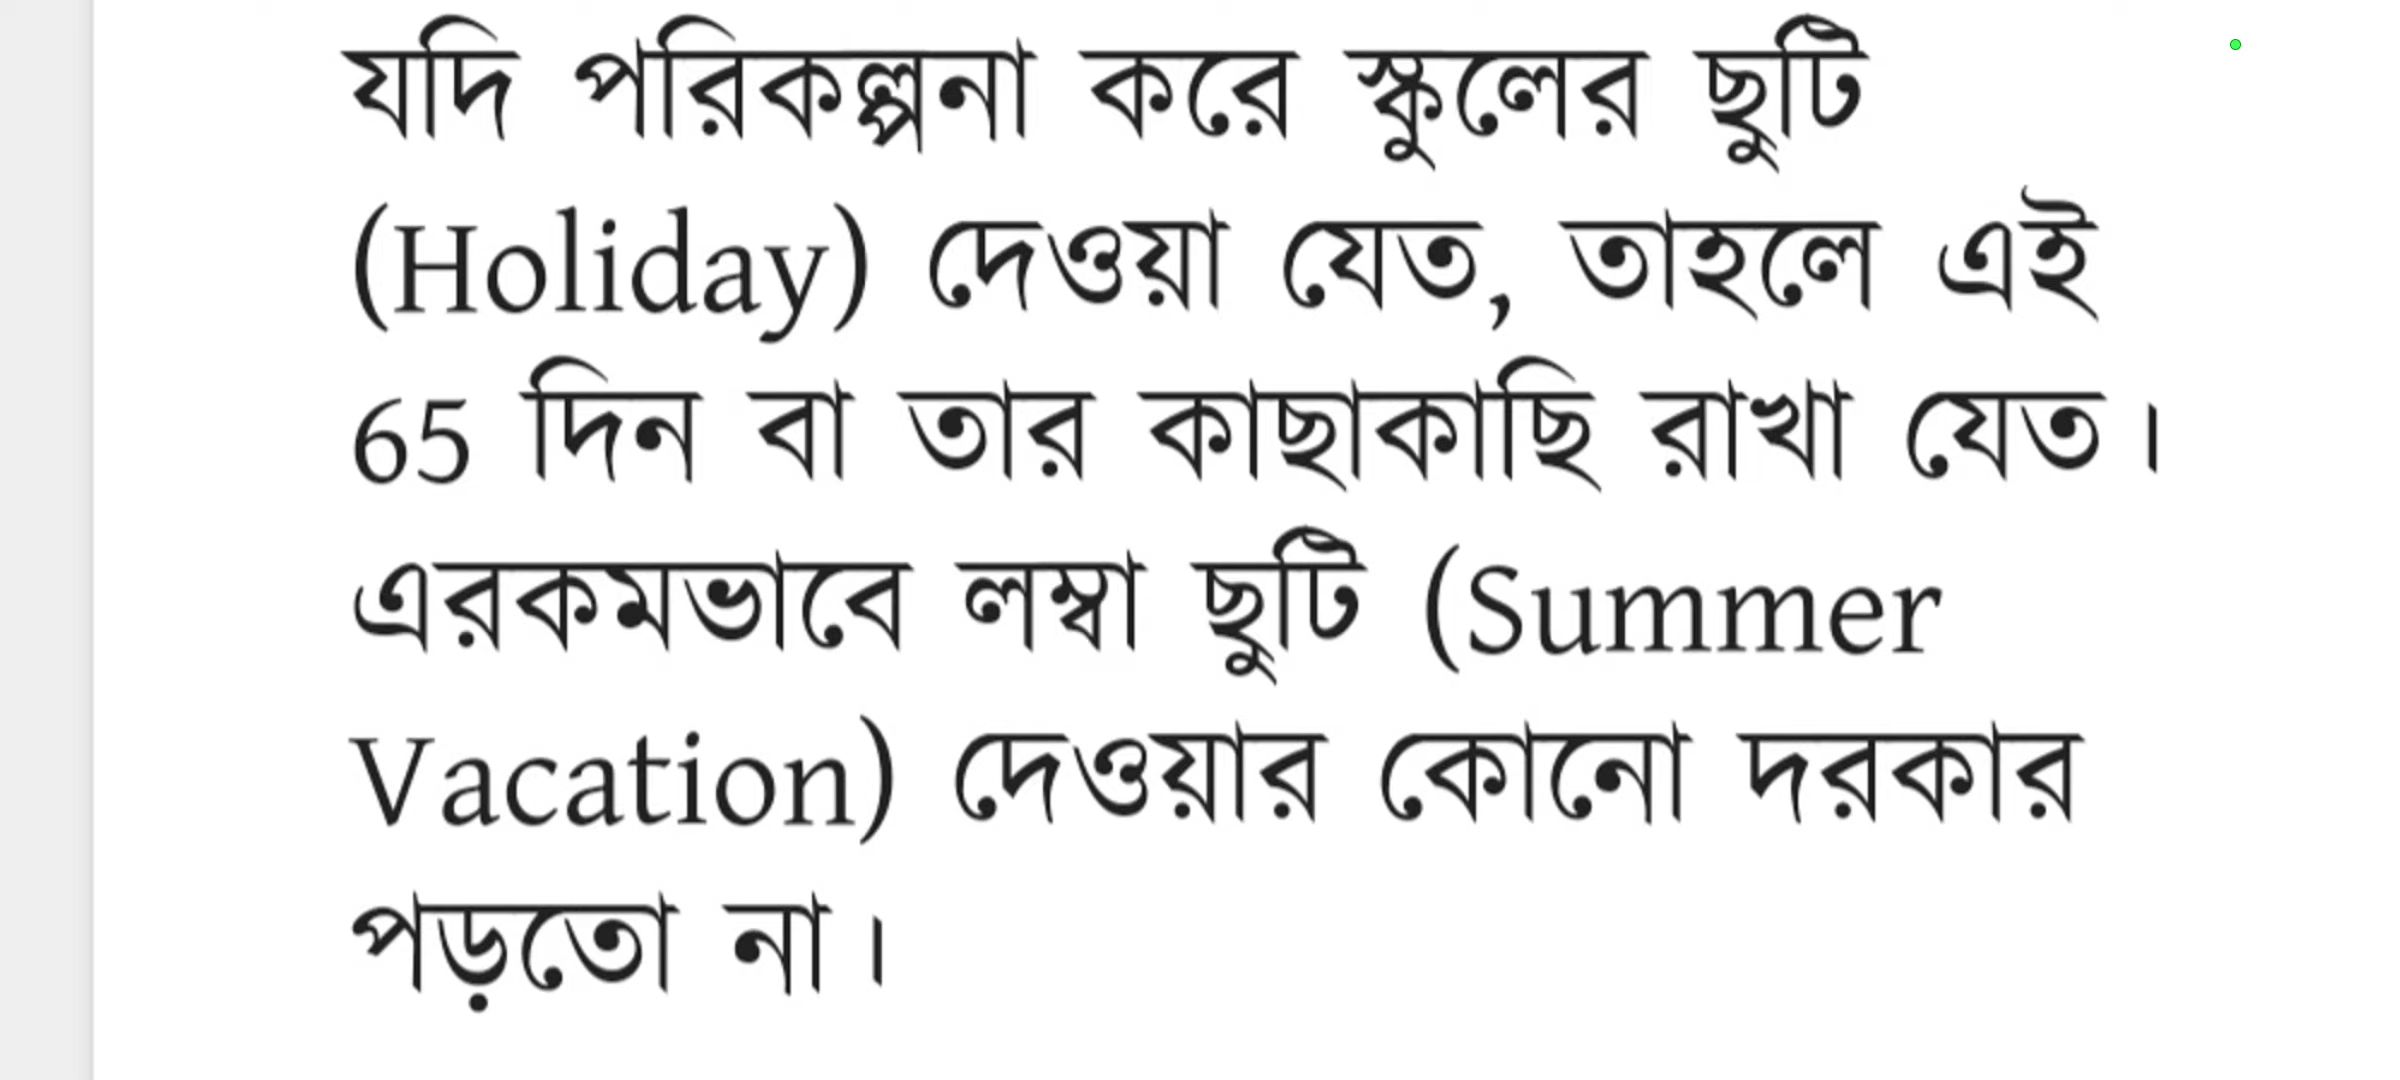 যদি পরিকল্পনা করে স্কুলের ছুটি
(Holiday) দেওয়া যেত, তাহলে এই
65 দিন বা তার কাছাকাছি রাখা যেত।
এরকমভাবে লম্বা ছুটি (Summer
Vacation) দেওয়ার কোনো দরকার
পড়তো না।